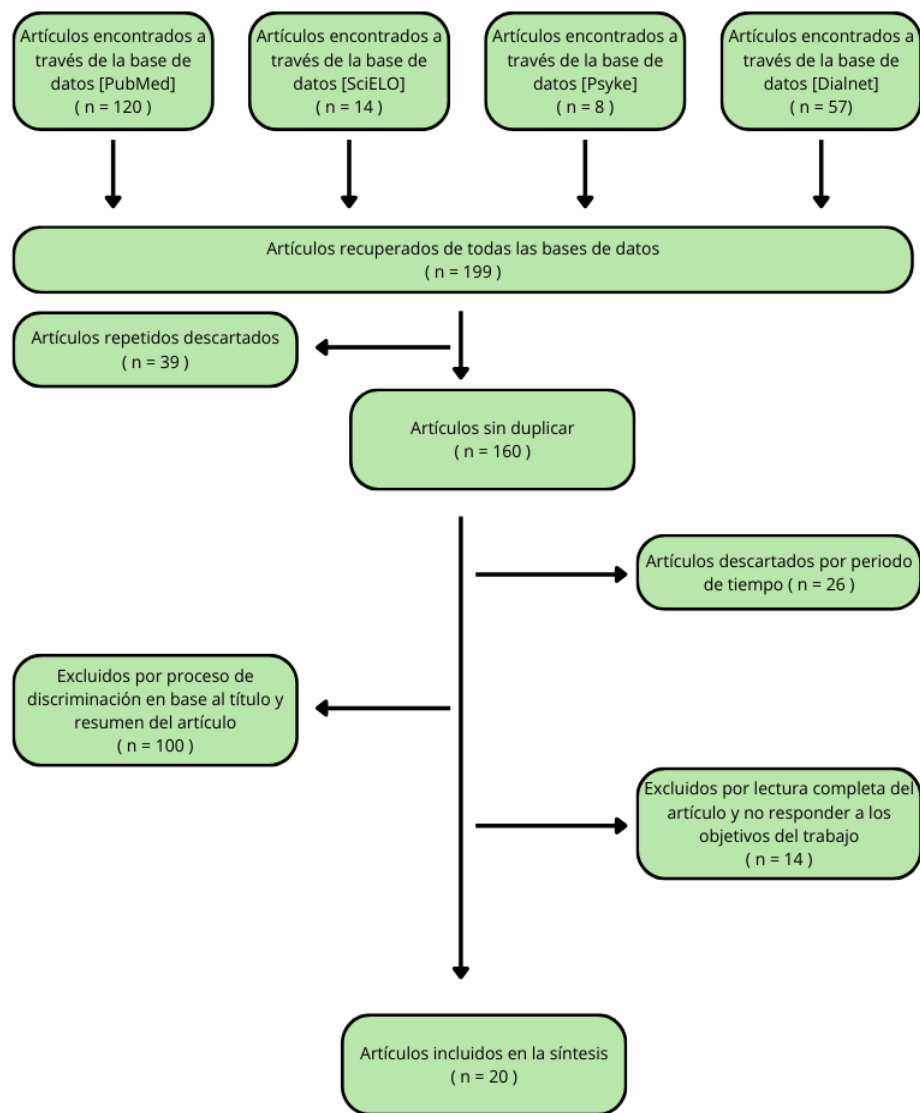 Artículos encontrados a
través de la base de
datos [PubMed]
( n = 120 )
Artículos encontrados a
través de la base de
datos [SciELO]
( n = 14 )
Artículos encontrados a
través de la base de
datos [Psyke]
( n = 8 )
Artículos encontrados a
través de la base de
datos [Dialnet]
( n = 57)
Artículos recuperados de todas las bases de datos
( n = 199 )
Artículos repetidos descartados
( n = 39 )
Artículos sin duplicar
( n = 160 )
Artículos descartados por periodo
de tiempo ( n = 26 )
Excluidos por proceso de
discriminación en base al título y
resumen del artículo
( n = 100 )
Excluidos por lectura completa del
artículo y no responder a los
objetivos del trabajo
( n = 14 )
Artículos incluidos en la síntesis
( n = 20 )